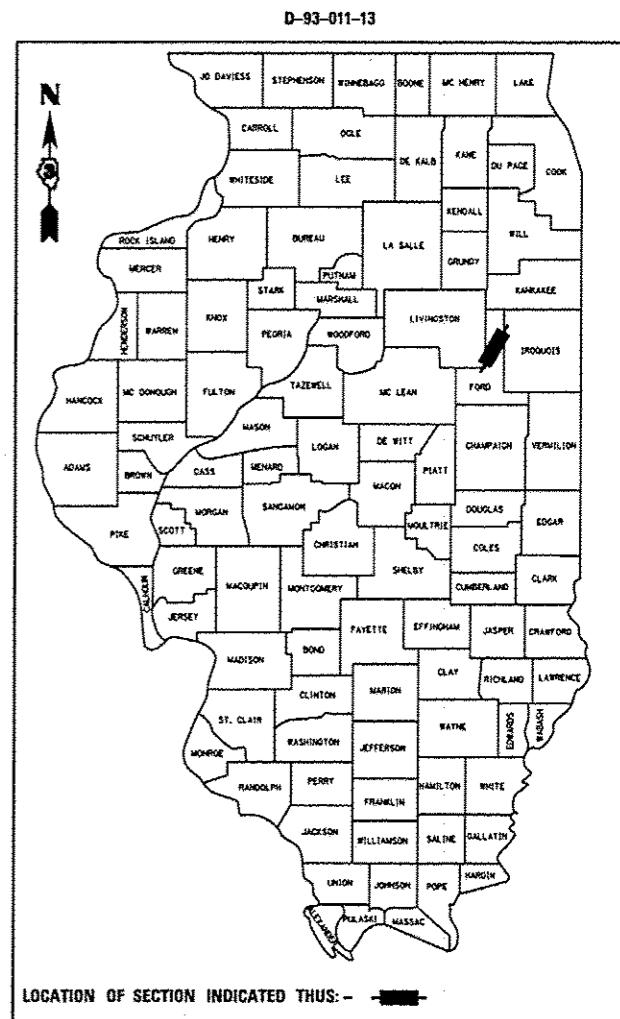 D-93-011-13
JO DAVIESS STEPHENSON WINNEBAGO BOONE MC HENRY LAKE
N
CARROLL OGLE DE KALB KANE DU PAGE COOK
WHITESIDE LEE
KENDALL
ROCK ISLAND HENRY BUREAU LA SALLE GRUNDY WILL
MERCER PUTNAM
STARK MARSHALL KANKAKEE
HENDERSON WARREN KNOX PEORIA WOODFORD LIVINGSTON IROQUOIS
HANCOCK MC DONOUGH FULTON TAZEWELL MC LEAN FORD
MASON
SCHUYLER LOGAN DE WITT CHAMPAIGN VERMILION
ADAMS BROWN CASS MENARD MACON PIATT
MORGAN SANGAMON DOUGLAS EDGAR
PIKE SCOTT CHRISTIAN MOULTRIE COLES
GREENE MACOUPIN MONTGOMERY SHELBY CUMBERLAND CLARK
CALHOUN JERSEY
FAYETTE EFFINGHAM JASPER CRAWFORD
MADISON BOND CLAY RICHLAND LAWRENCE
CLINTON MARION
ST. CLAIR WAYNE EDWARDS WABASH
WASHINGTON JEFFERSON
MONROE
RANDOLPH PERRY HAMILTON WHITE
FRANKLIN
JACKSON WILLIAMSON SALINE GALLATIN
UNION JOHNSON POPE HARDIN
ALEXANDER PULASKI MASSAC
LOCATION OF SECTION INDICATED THUS: -